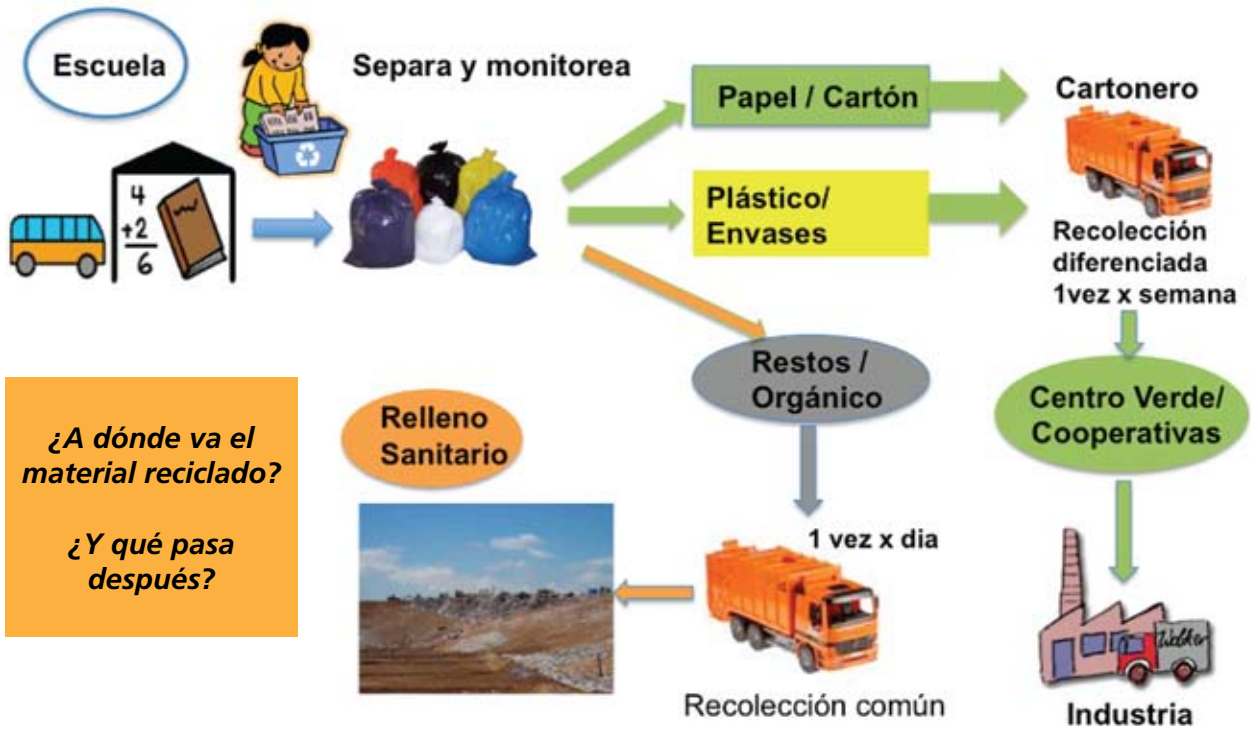 Escuela
Separa y monitorea
4
+2
6
Papel / Cartón
Cartonero
Plástico/
Envases
Recolección
diferenciada
1vez x semana
Restos /
Orgánico
Centro Verde/
Cooperativas
Relleno
Sanitario
¿A dónde va el
material reciclado?
¿Y qué pasa
después?
1 vez x dia
Recolección común
Industria